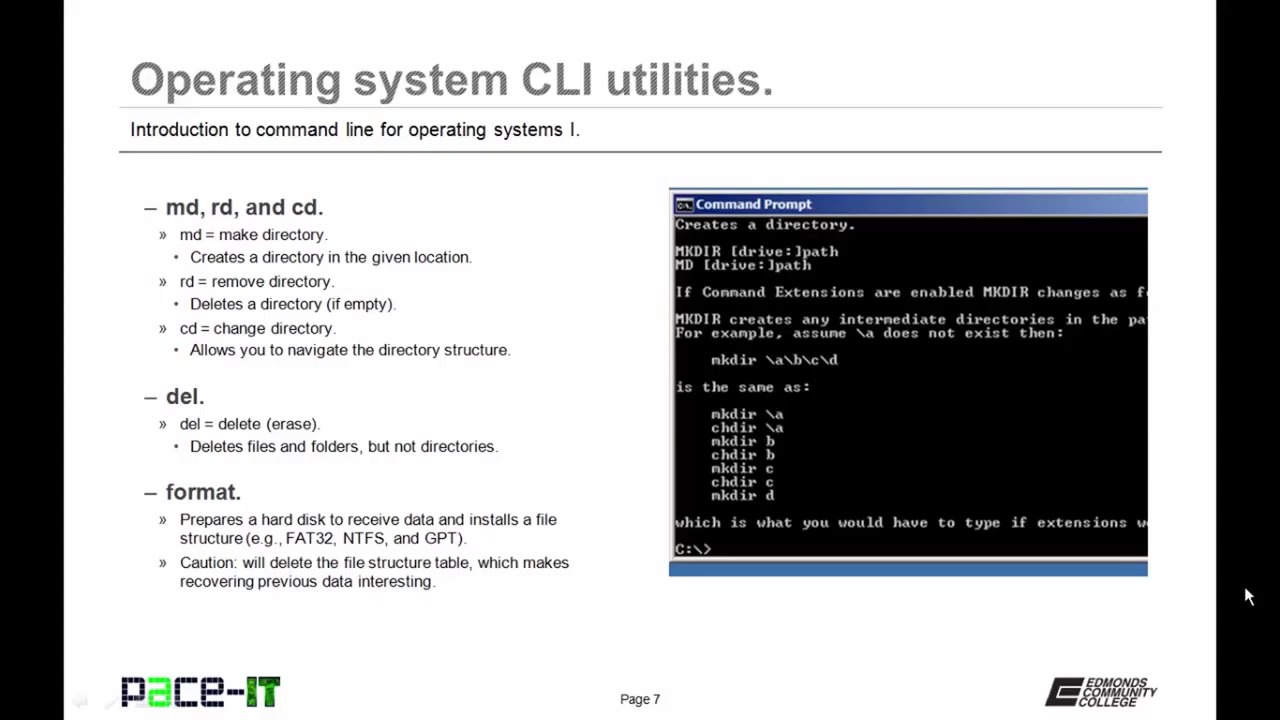 Operating system CLI utilities.
Introduction to command line for operating systems I.
– md, rd, and cd.
» md = make directory.
• Creates a directory in the given location.
» rd = remove directory.
• Deletes a directory (if empty).
» cd = change directory.
• Allows you to navigate the directory structure.
– del.
» del = delete (erase).
• Deletes files and folders, but not directories.
– format.
» Prepares a hard disk to receive data and installs a file
structure (e.g., FAT32, NTFS, and GPT).
» Caution: will delete the file structure table, which makes
recovering previous data interesting.
Command Prompt
Creates a directory.
MKDIR [drive:]path
MD [drive:]path
If Command Extensions are enabled MKDIR changes as
MKDIR creates any intermediate directories in the
For example, assume \a does not exist then:
mkdir \a\b\c\d
is the same as:
mkdir \a
chdir \a
mkdir b
chdir b
mkdir c
chdir c
mkdir d
which is what you would have to type if extensions
C:\>
pace-IT
Page 7
EDMONDS
COMMUNITY
COLLEGE